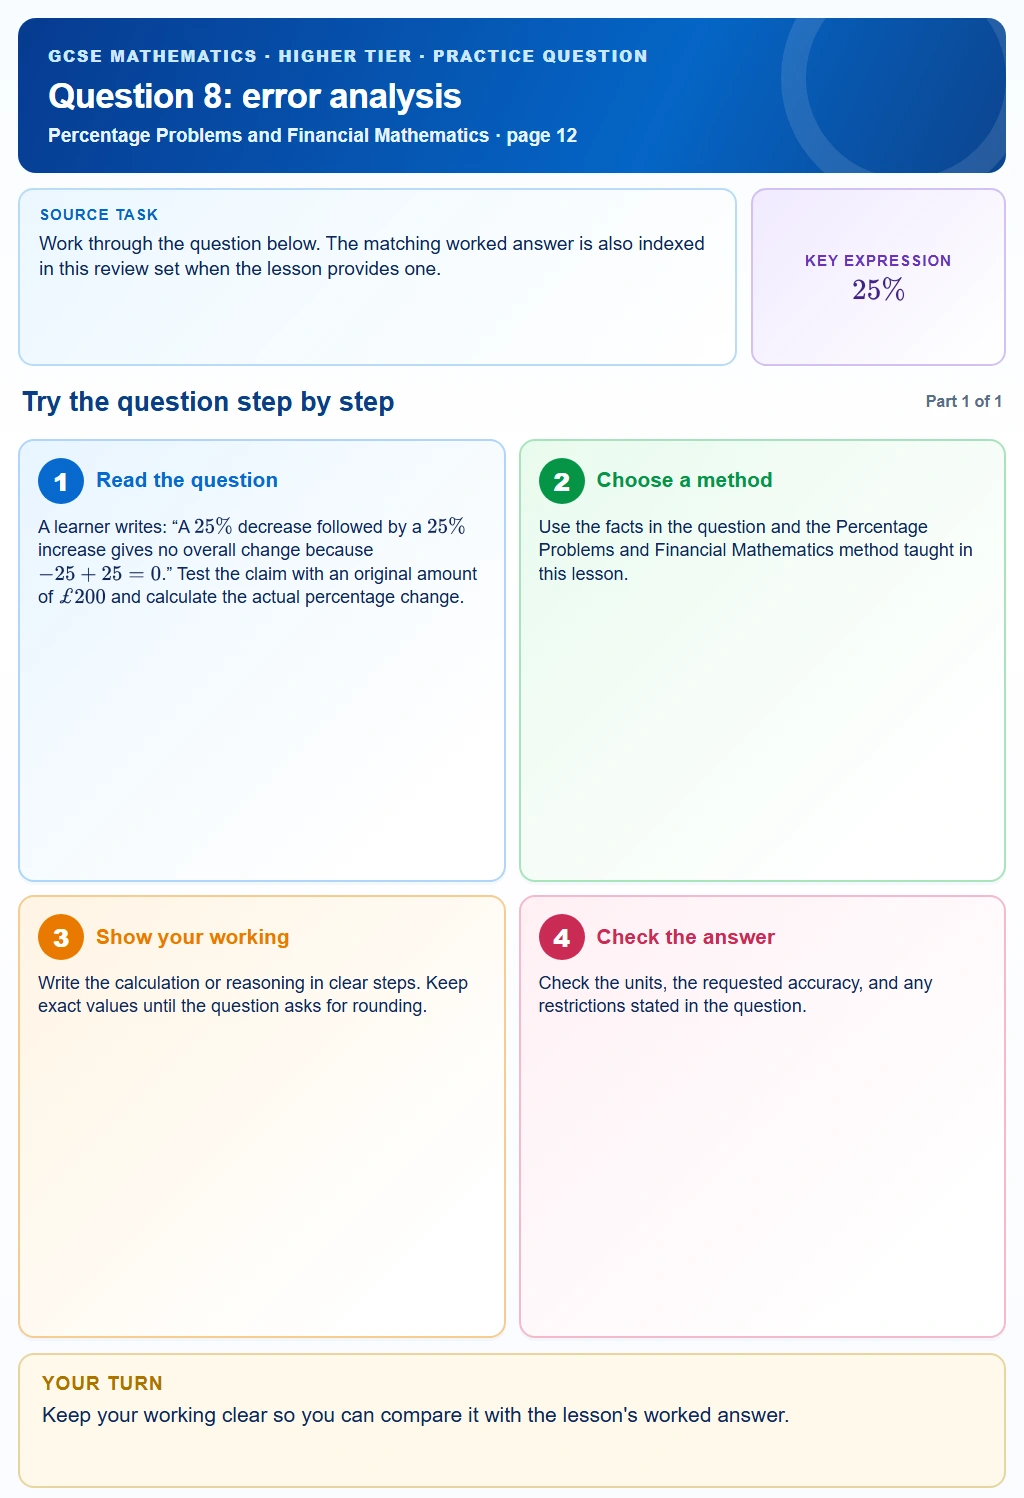 GCSE MATHEMATICS · HIGHER TIER · PRACTICE QUESTION
Question 8: error analysis
Percentage Problems and Financial Mathematics · page 12
SOURCE TASK
Work through the question below. The matching worked answer is also indexed
in this review set when the lesson provides one.
KEY EXPRESSION
25%
Try the question step by step
Part 1 of 1
1 Read the question
A learner writes: “A 25% decrease followed by a 25%
increase gives no overall change because
−25 + 25 = 0.” Test the claim with an original amount
of £200 and calculate the actual percentage change.
2 Choose a method
Use the facts in the question and the Percentage
Problems and Financial Mathematics method taught in
this lesson.
3 Show your working
Write the calculation or reasoning in clear steps. Keep
exact values until the question asks for rounding.
4 Check the answer
Check the units, the requested accuracy, and any
restrictions stated in the question.
YOUR TURN
Keep your working clear so you can compare it with the lesson's worked answer.